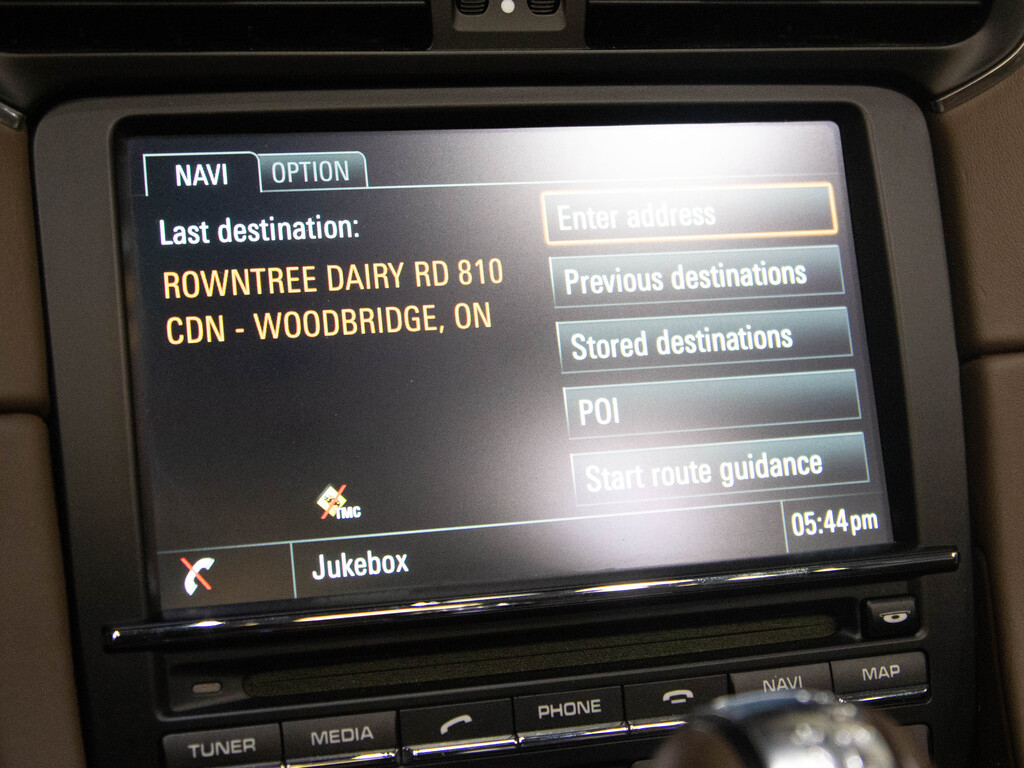 NAVI OPTION
Last destination:
ROWNTREE DAIRY RD 810
CDN - WOODBRIDGE, ON
Enter address
Previous destinations
Stored destinations
POI
Start route guidance
TMC
Jukebox
05:44pm
TUNER MEDIA PHONE NAVI MAP